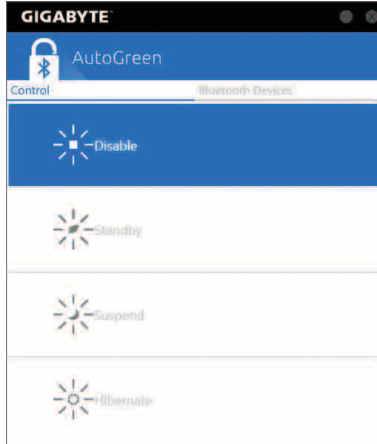 GIGABYTE
AutoGreen
Control Bluetooth Devices
Disable
Standby
Suspend
Hibernate